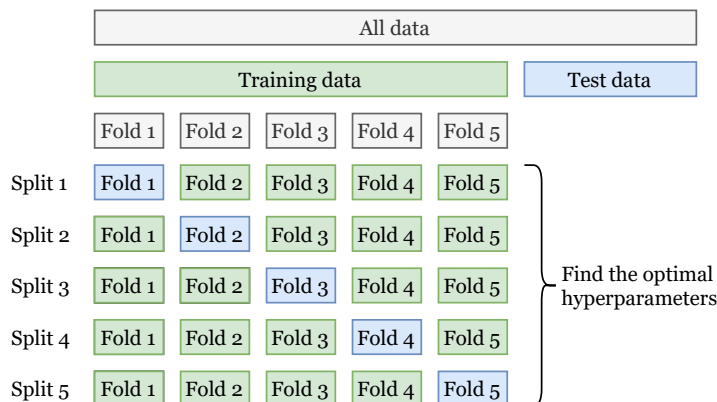 All data
Training data Test data
Fold 1 Fold 2 Fold 3 Fold 4 Fold 5
Split 1 Fold 1 Fold 2 Fold 3 Fold 4 Fold 5
Split 2 Fold 1 Fold 2 Fold 3 Fold 4 Fold 5
Split 3 Fold 1 Fold 2 Fold 3 Fold 4 Fold 5
Find the optimal
hyperparameters
Split 4 Fold 1 Fold 2 Fold 3 Fold 4 Fold 5
Split 5 Fold 1 Fold 2 Fold 3 Fold 4 Fold 5